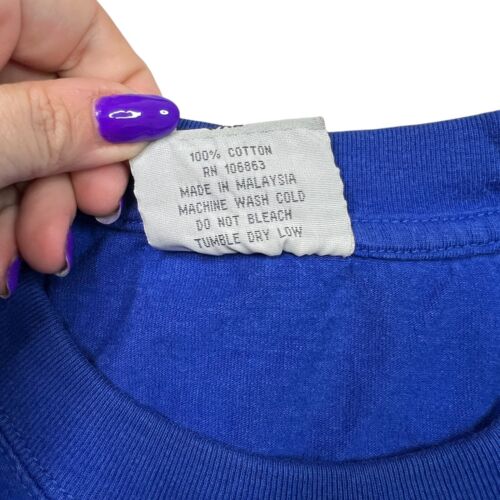 100% COTTON
RN 106863
MADE IN MALAYSIA
MACHINE WASH COLD
DO NOT BLEACH
TUMBLE DRY LOW